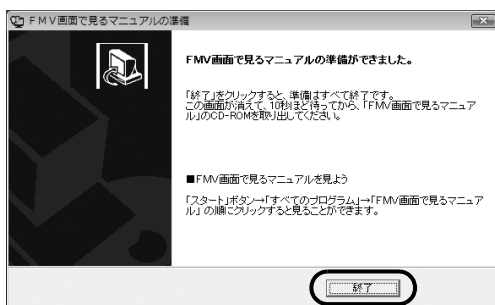 FMV画面で見るマニュアルの準備
FMV画面で見るマニュアルの準備ができました。
「終了」をクリックすると、準備はすべて終了です。
この画面が消えて、10秒ほど待ってから、「FMV画面で見るマニュア
ル」のCD-ROMを取り出してください。
■FMV画面で見るマニュアルを見よう
「スタート」ボタン→「すべてのプログラム」→「FMV画面で見るマニュア
ル」の順にクリックすると見ることができます。
終了